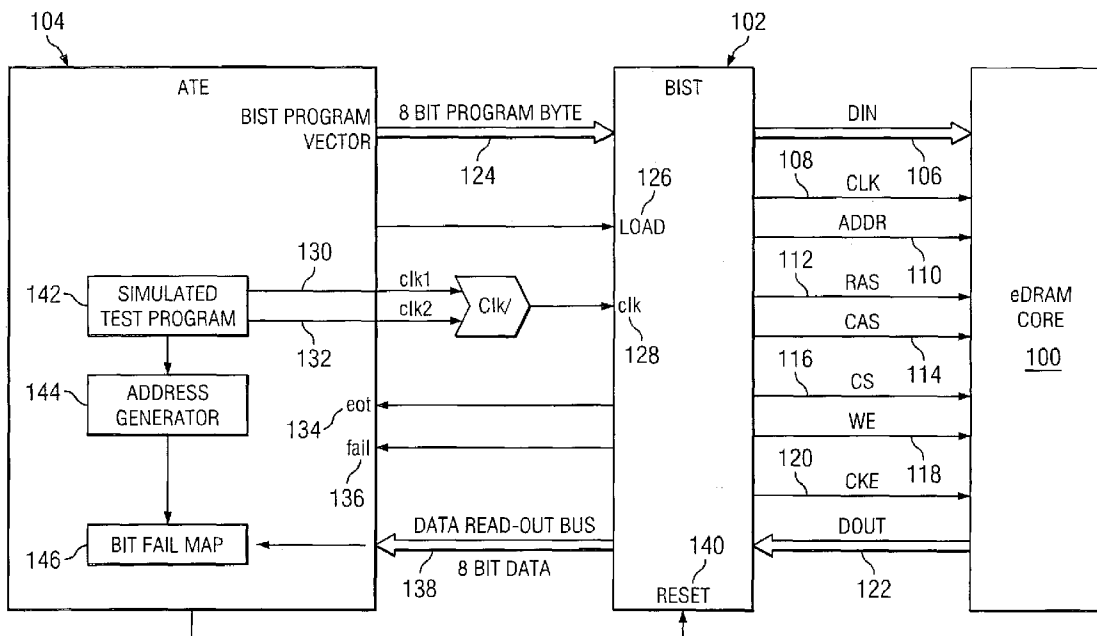 104
102
ATE
BIST
BIST PROGRAM
VECTOR
8 BIT PROGRAM BYTE
124
DIN
106
126
LOAD
108
CLK
ADDR
110
142
SIMULATED
TEST PROGRAM
130
clk1
clk2
132
Clk/
clk
128
112
RAS
CAS
114
eDRAM
CORE
100
144
ADDRESS
GENERATOR
eot
134
fail
136
116
CS
WE
118
120
CKE
146
BIT FAIL MAP
DATA READ-OUT BUS
138
8 BIT DATA
DOUT
122
140
RESET